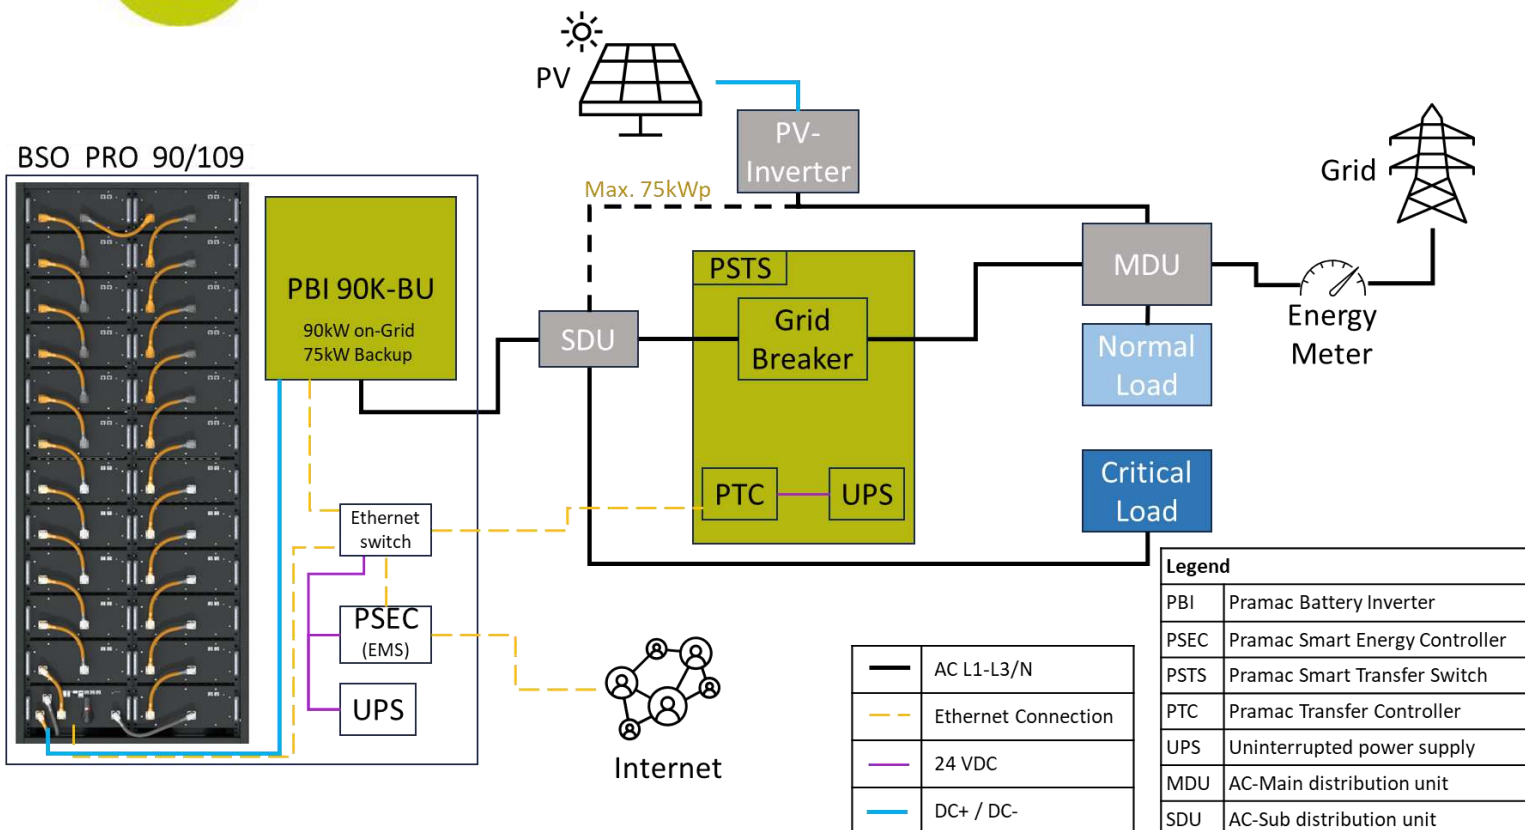 PV
PV-
Inverter
Max. 75kWp
Grid
BSO PRO 90/109
PBI 90K-BU
90kW on-Grid
75kW Backup
SDU
PSTS
Grid
Breaker
MDU
Normal
Load
Energy
Meter
PTC
UPS
Critical
Load
Ethernet
switch
PSEC
(EMS)
UPS
Internet
AC L1-L3/N
Ethernet Connection
24 VDC
DC+ / DC-
Legend
PBI Pramac Battery Inverter
PSEC Pramac Smart Energy Controller
PSTS Pramac Smart Transfer Switch
PTC Pramac Transfer Controller
UPS Uninterrupted power supply
MDU AC-Main distribution unit
SDU AC-Sub distribution unit